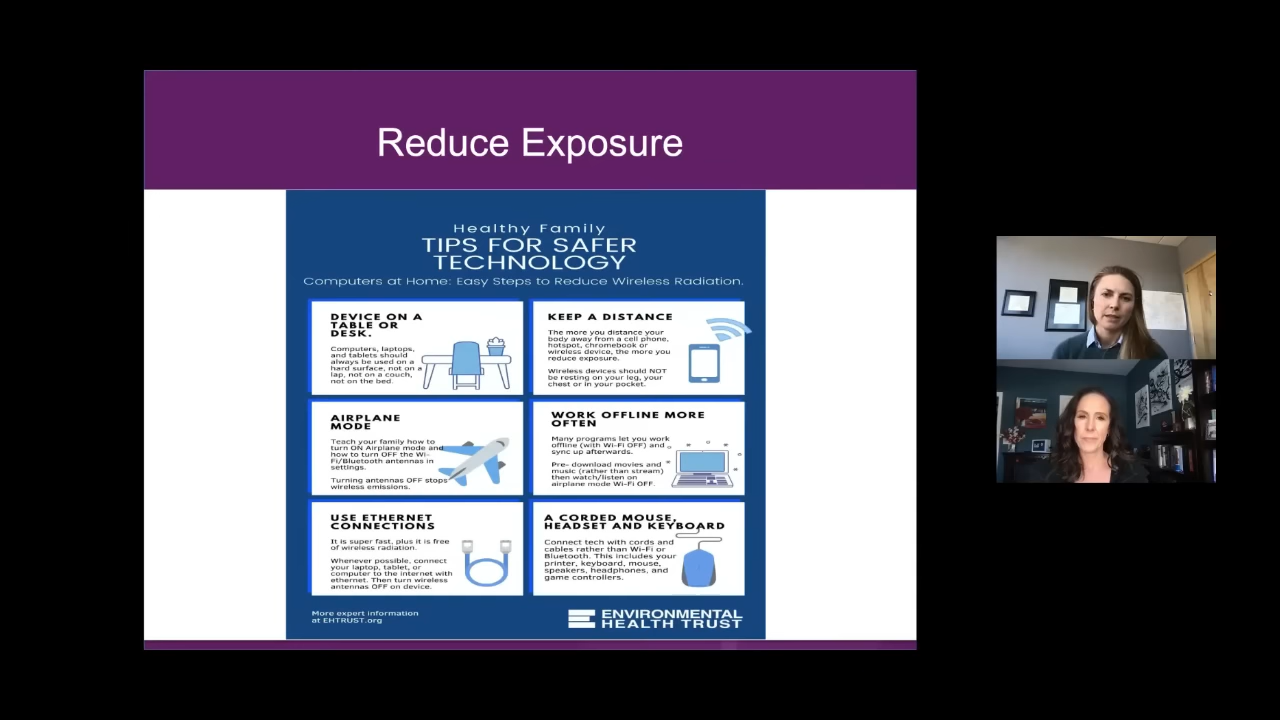 Reduce Exposure
Healthy Family
TIPS FOR SAFER
TECHNOLOGY
Computers at Home: Easy Steps to Reduce Wireless Radiation.
DEVICE ON A
TABLE OR
DESK.
Computers, laptops,
and tablets should
always be used on a
hard surface, not on a
lap, not on a couch,
not on the bed.
KEEP A DISTANCE
The more you distance your
body away from a cell phone,
hotspot, chromebook or
wireless device, the more you
reduce exposure.
Wireless devices should NOT
be resting on your leg, your
chest or in your pocket.
AIRPLANE
MODE
Teach your family how to
turn ON Airplane mode and
how to turn OFF the Wi-
Fi/Bluetooth antennas in
settings.
Turning antennas OFF stops
wireless emissions.
WORK OFFLINE MORE
OFTEN
Many programs let you work
offline (with Wi-Fi OFF) and
sync up afterwards.
Pre- download movies and
music (rather than stream)
then watch/listen on
airplane mode Wi-Fi OFF.
USE ETHERNET
CONNECTIONS
It is super fast, plus it is free
of wireless radiation.
Whenever possible, connect
your laptop, tablet, or
computer to the internet with
ethernet. Then turn wireless
antennas OFF on device.
A CORDED MOUSE,
HEADSET AND KEYBOARD
Connect tech with cords and
cables rather than Wi-Fi or
Bluetooth. This includes your
printer, keyboard, mouse,
speakers, headphones, and
game controllers.
More expert information
at EHTRUST.org
ENVIRONMENTAL
HEALTH TRUST